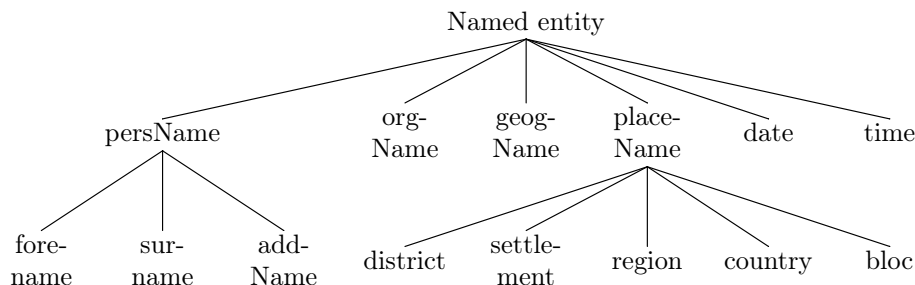 Named entity
persName
org-
Name
geog-
Name
place-
Name
date
time
fore-
name
sur-
name
add-
Name
district
settle-
ment
region
country
bloc